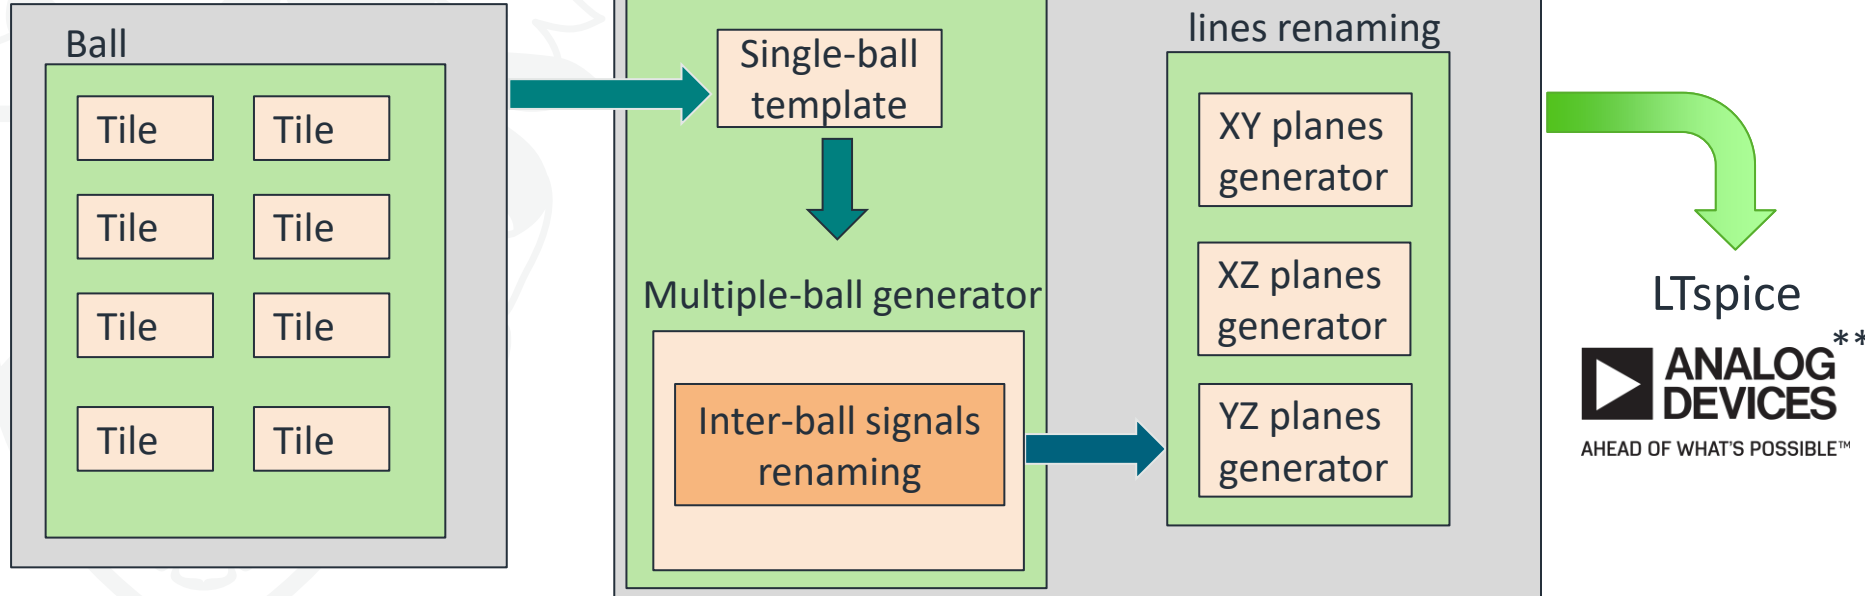 Ball
Tile
Tile
Tile
Tile
Tile
Tile
Tile
Tile
Single-ball
template
Multiple-ball generator
Inter-ball signals
renaming
lines renaming
XY planes
generator
XZ planes
generator
YZ planes
generator
LTspice
**
ANALOG
DEVICES
AHEAD OF WHAT'S POSSIBLE™